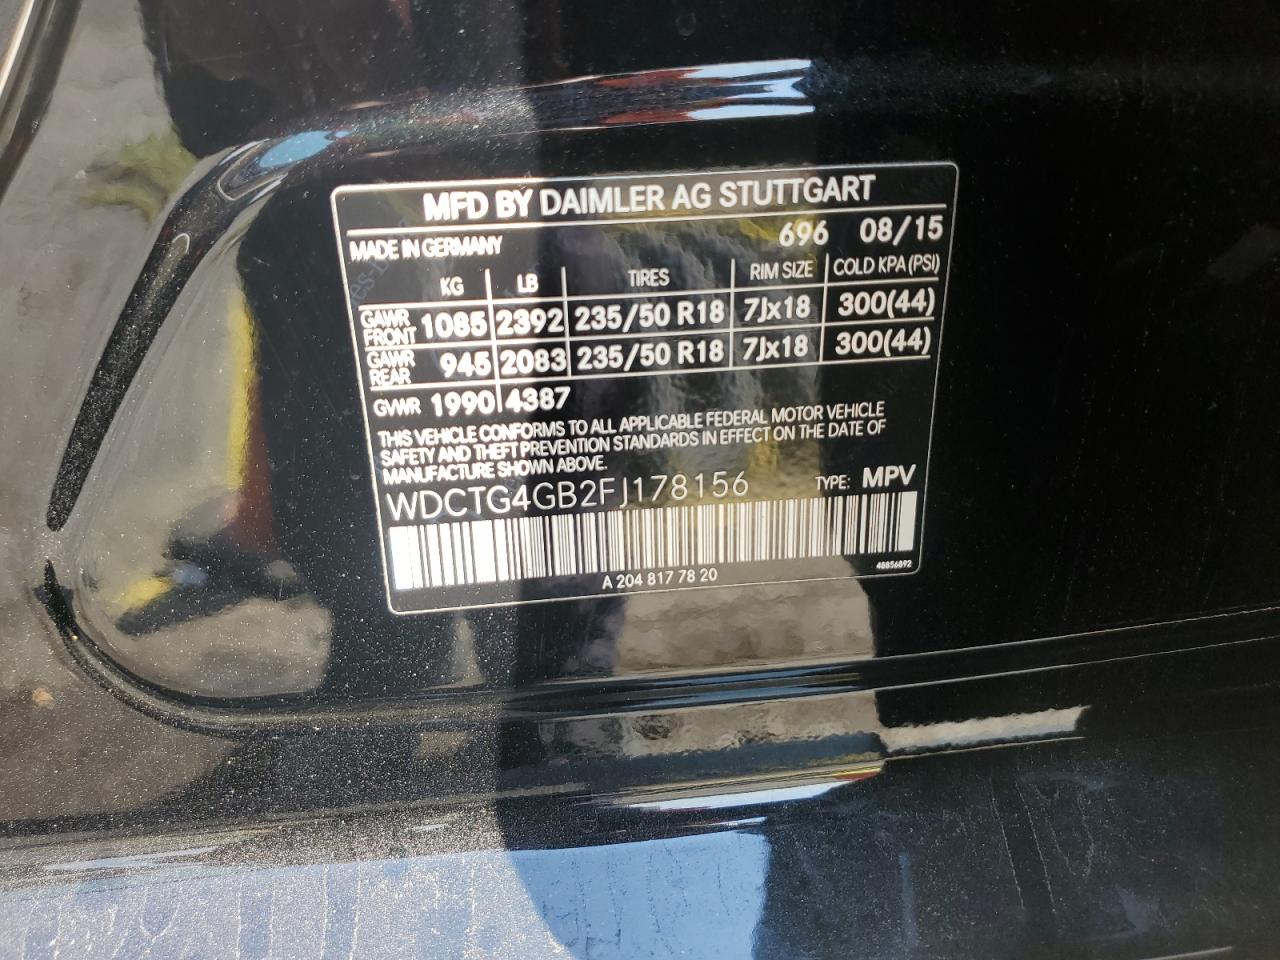 MFD BY DAIMLER AG STUTTGART
MADE IN GERMANY 696 08/15
KG LB TIRES RIM SIZE COLD KPA (PSI)
GAWR FRONT 1085 2392 235/50 R18 7Jx18 300(44)
GAWR REAR 945 2083 235/50 R18 7Jx18 300(44)
GVWR 1990 4387
THIS VEHICLE CONFORMS TO ALL APPLICABLE FEDERAL MOTOR VEHICLE
SAFETY AND THEFT PREVENTION STANDARDS IN EFFECT ON THE DATE OF
MANUFACTURE SHOWN ABOVE.
WDCTG4GB2FJ178156 TYPE: MPV
A 204 817 78 20 48856892